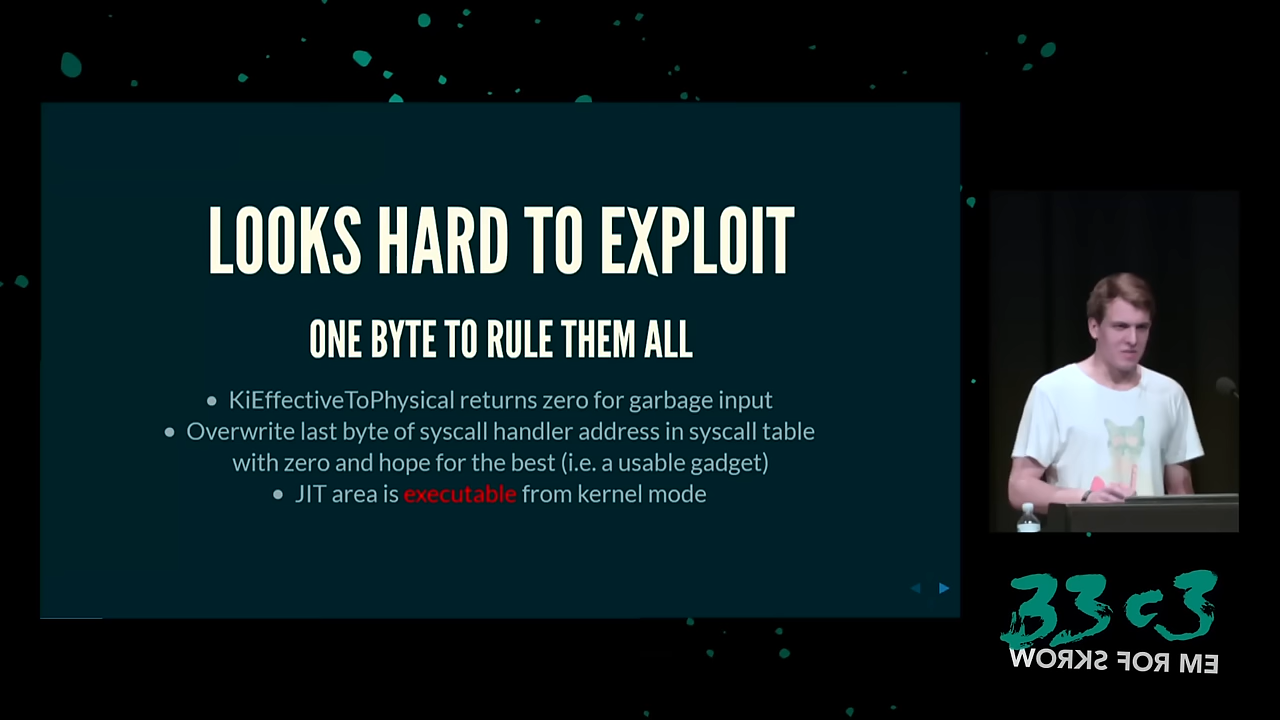 LOOKS HARD TO EXPLOIT
ONE BYTE TO RULE THEM ALL
• KiEffectiveToPhysical returns zero for garbage input
• Overwrite last byte of syscall handler address in syscall table
with zero and hope for the best (i.e. a usable gadget)
• JIT area is executable from kernel mode
33c3
WORKS FOR ME